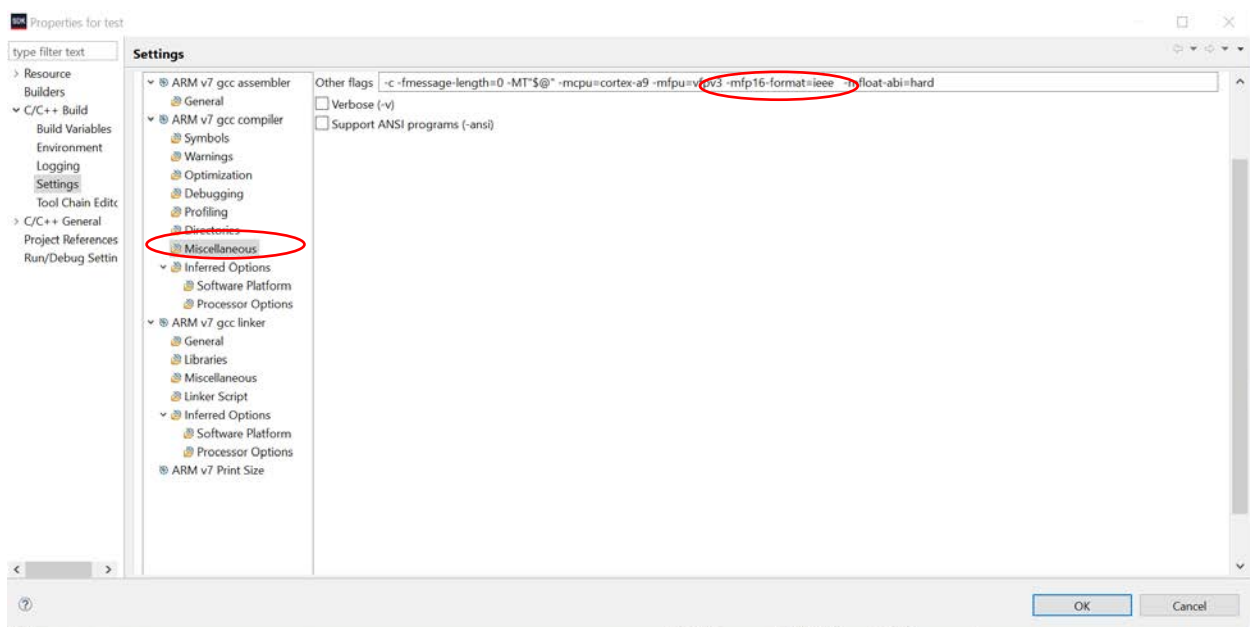 SDK Properties for test
type filter text
Settings
Resource
Builders
C/C++ Build
Build Variables
Environment
Logging
Settings
Tool Chain Editc
C/C++ General
Project References
Run/Debug Settin
ARM v7 gcc assembler
General
ARM v7 gcc compiler
Symbols
Warnings
Optimization
Debugging
Profiling
Directories
Miscellaneous
Inferred Options
Software Platform
Processor Options
ARM v7 gcc linker
General
Libraries
Miscellaneous
Linker Script
Inferred Options
Software Platform
Processor Options
ARM v7 Print Size
Other flags -c -fmessage-length=0 -MT"$@" -mcpu=cortex-a9 -mfpu=vfpv3 -mfp16-format=ieee -mfloat-abi=hard
Verbose (-v)
Support ANSI programs (-ansi)
OK
Cancel